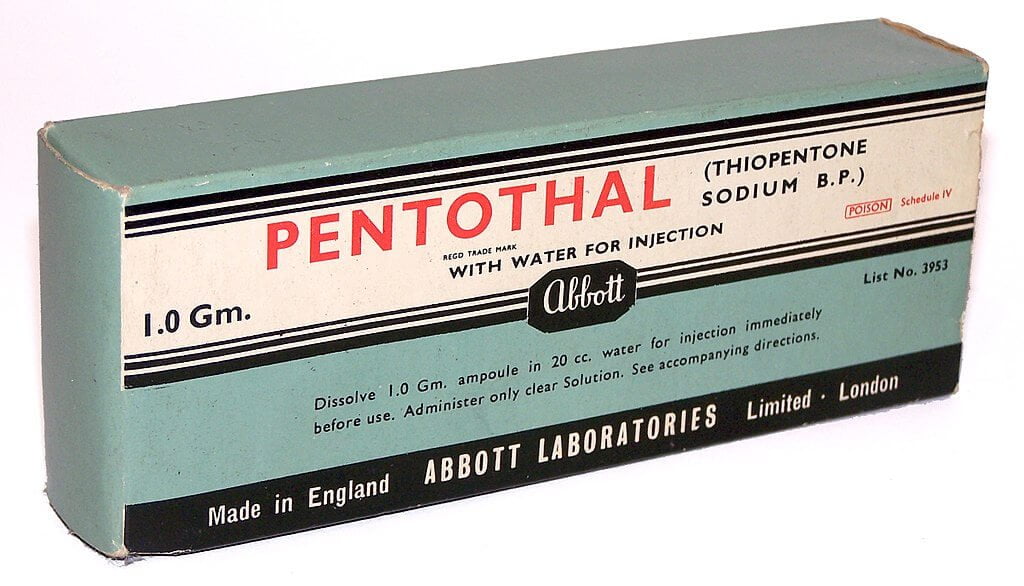 PENTOTHAL
(THIOPENTONE
SODIUM B.P.)
REGD TRADE MARK
WITH WATER FOR INJECTION
POISON Schedule IV
1.0 Gm.
Abbott
List No. 3953
Dissolve 1.0 Gm. ampoule in 20 cc. water for injection immediately
before use. Administer only clear Solution. See accompanying directions.
Made in England ABBOTT LABORATORIES Limited · London